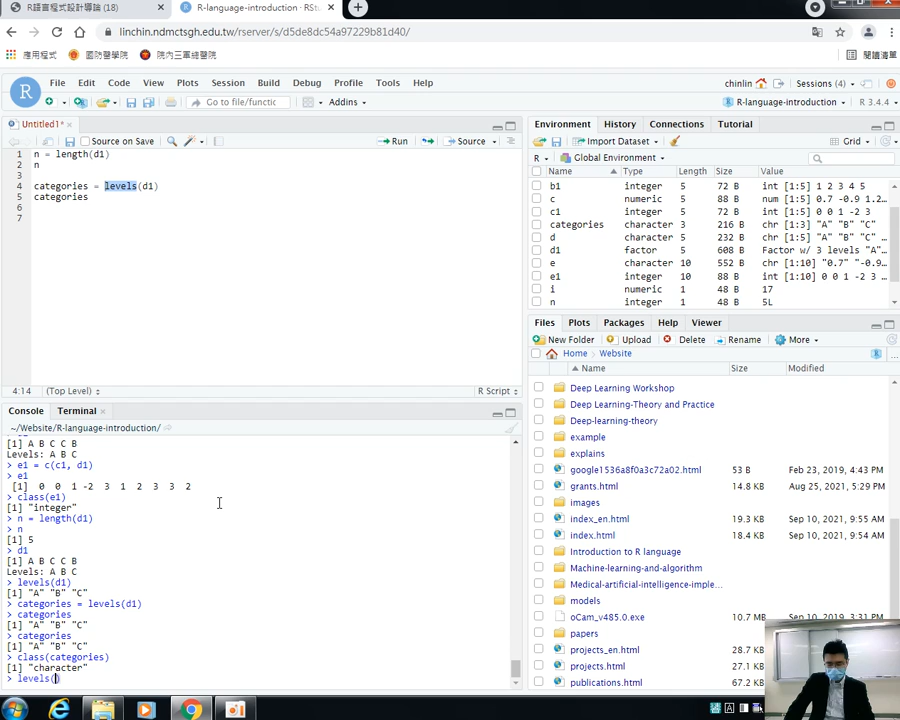 R語言程式設計導論 (18)
R-language-introduction - RSt
linchin.ndmctsgh.edu.tw/rserver/s/d5de8dc54a97229b81d40/
應用程式 國防醫學院 院內三軍總醫院 閱讀清單
File Edit Code View Plots Session Build Debug Profile Tools Help
chinlin Sessions (4)
Go to file/functic Addins
R-language-introduction R 3.4.4
Untitled1*
Source on Save Run Source
1 n = length(d1)
2 n
3
4 categories = levels(d1)
5 categories
6
7
4:14 (Top Level) R Script
Console Terminal
~/Website/R-language-introduction/
[1] A B C C B
Levels: A B C
> e1 = c(c1, d1)
> e1
[1] 0 0 1 -2 3 1 2 3 3 2
> class(e1)
[1] "integer"
> n = length(d1)
> n
[1] 5
> d1
[1] A B C C B
Levels: A B C
> levels(d1)
[1] "A" "B" "C"
> categories = levels(d1)
> categories
[1] "A" "B" "C"
> categories
[1] "A" "B" "C"
> class(categories)
[1] "character"
> levels()
Environment History Connections Tutorial
Import Dataset Grid
R Global Environment
Name Type Length Size Value
b1 integer 5 72 B int [1:5] 1 2 3 4 5
c numeric 5 88 B num [1:5] 0.7 -0.9 1.2…
c1 integer 5 72 B int [1:5] 0 0 1 -2 3
categories character 3 216 B chr [1:3] "A" "B" "C"
d character 5 232 B chr [1:5] "A" "B" "C" …
d1 factor 5 608 B Factor w/ 3 levels "A"…
e character 10 552 B chr [1:10] "0.7" "-0.9…
e1 integer 10 88 B int [1:10] 0 0 1 -2 3 …
i numeric 1 48 B 17
n integer 1 48 B 5L
Files Plots Packages Help Viewer
New Folder Upload Delete Rename More
Home Website
Name Size Modified
Deep Learning Workshop
Deep Learning-Theory and Practice
Deep-learning-theory
example
explains
google1536a8f0a3c72a02.html 53 B Feb 23, 2019, 4:43 PM
grants.html 14.8 KB Aug 25, 2021, 5:29 PM
images
index_en.html 19.3 KB Sep 10, 2021, 9:55 AM
index.html 18.4 KB Sep 10, 2021, 9:54 AM
Introduction to R language
Machine-learning-and-algorithm
Medical-artificial-intelligence-imple...
models
oCam_v485.0.exe 10.7 MB Sep 10, 2021, 3:31 PM
papers
projects_en.html 28.7 KB
projects.html 27.1 KB
publications.html 67.2 KB